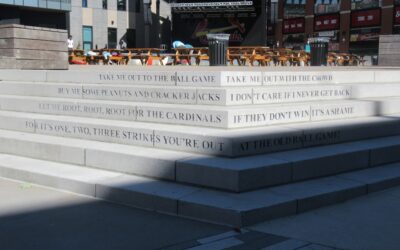 TAKE ME OUT TO THE BALLGAME TAKE ME OUT WITH THE CROWD
BUY ME SOME PEANUTS AND CRACKER JACKS I DON'T CARE IF I NEVER GET BACK
LET ME ROOT, ROOT, ROOT FOR THE CARDINALS IF THEY DON'T WIN IT'S A SHAME
FOR IT'S ONE, TWO, THREE STRIKES YOU'RE OUT AT THE OLD BALL GAME!